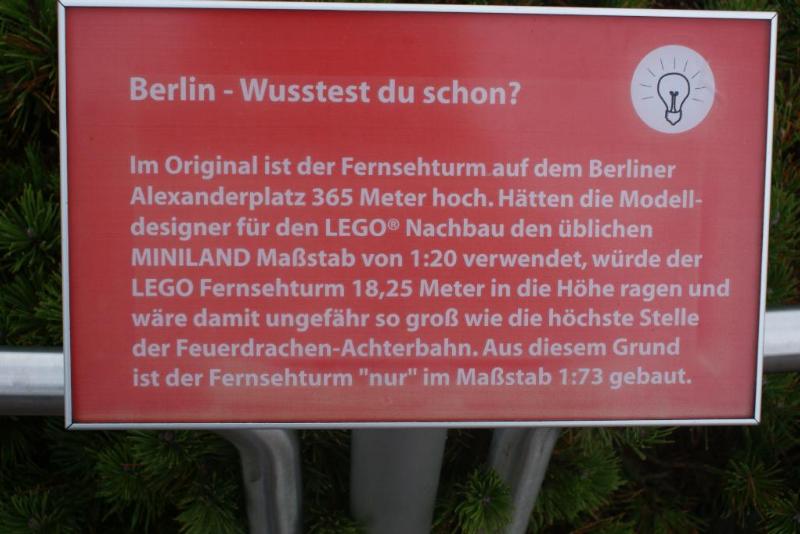 Berlin - Wusstest du schon?
Im Original ist der Fernsehturm auf dem Berliner
Alexanderplatz 365 Meter hoch. Hätten die Modell-
designer für den LEGO® Nachbau den üblichen
MINILAND Maßstab von 1:20 verwendet, würde der
LEGO Fernsehturm 18,25 Meter in die Höhe ragen und
wäre damit ungefähr so groß wie die höchste Stelle
der Feuerdrachen-Achterbahn. Aus diesem Grund
ist der Fernsehturm "nur" im Maßstab 1:73 gebaut.